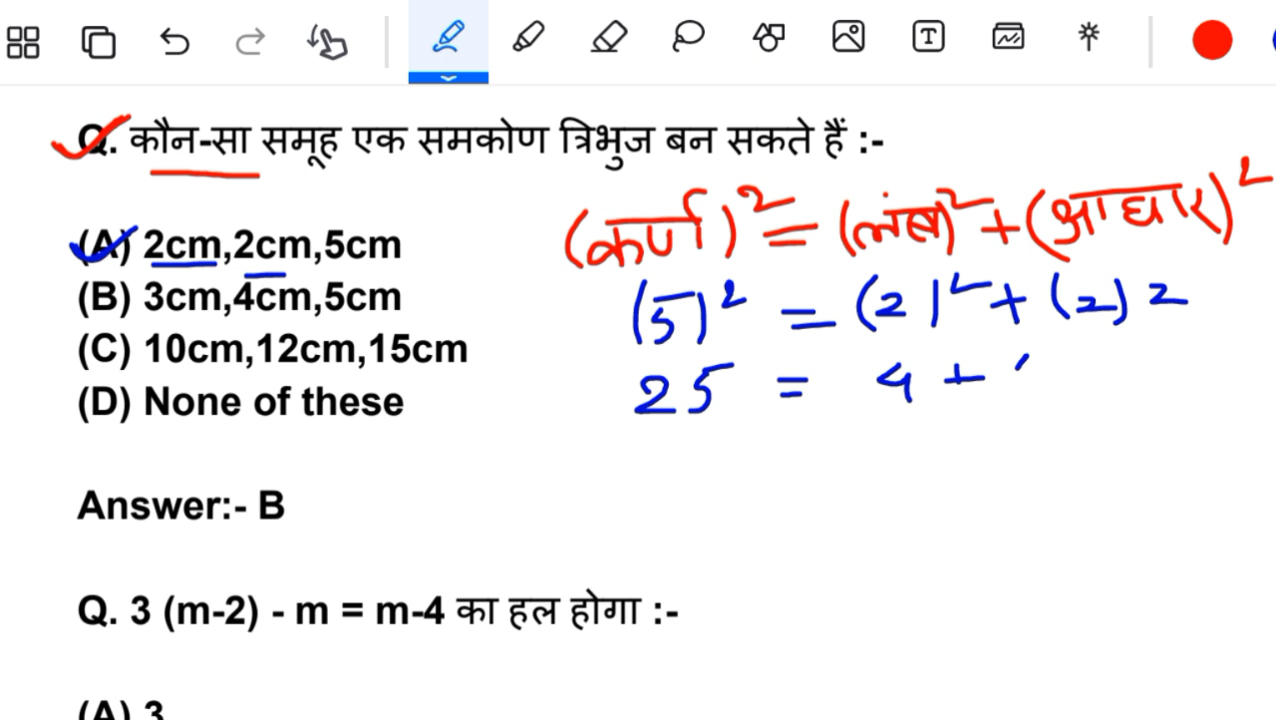 Q. कौन-सा समूह एक समकोण त्रिभुज बन सकते हैं :-
(कर्ण)² = (लंब)² + (आधार)²
(A) 2cm,2cm,5cm
(5)² = (2)² + (2)2
(B) 3cm,4cm,5cm
(C) 10cm,12cm,15cm
25 = 4 +
(D) None of these
Answer:- B
Q. 3 (m-2) - m = m-4 का हल होगा :-
(A) 3